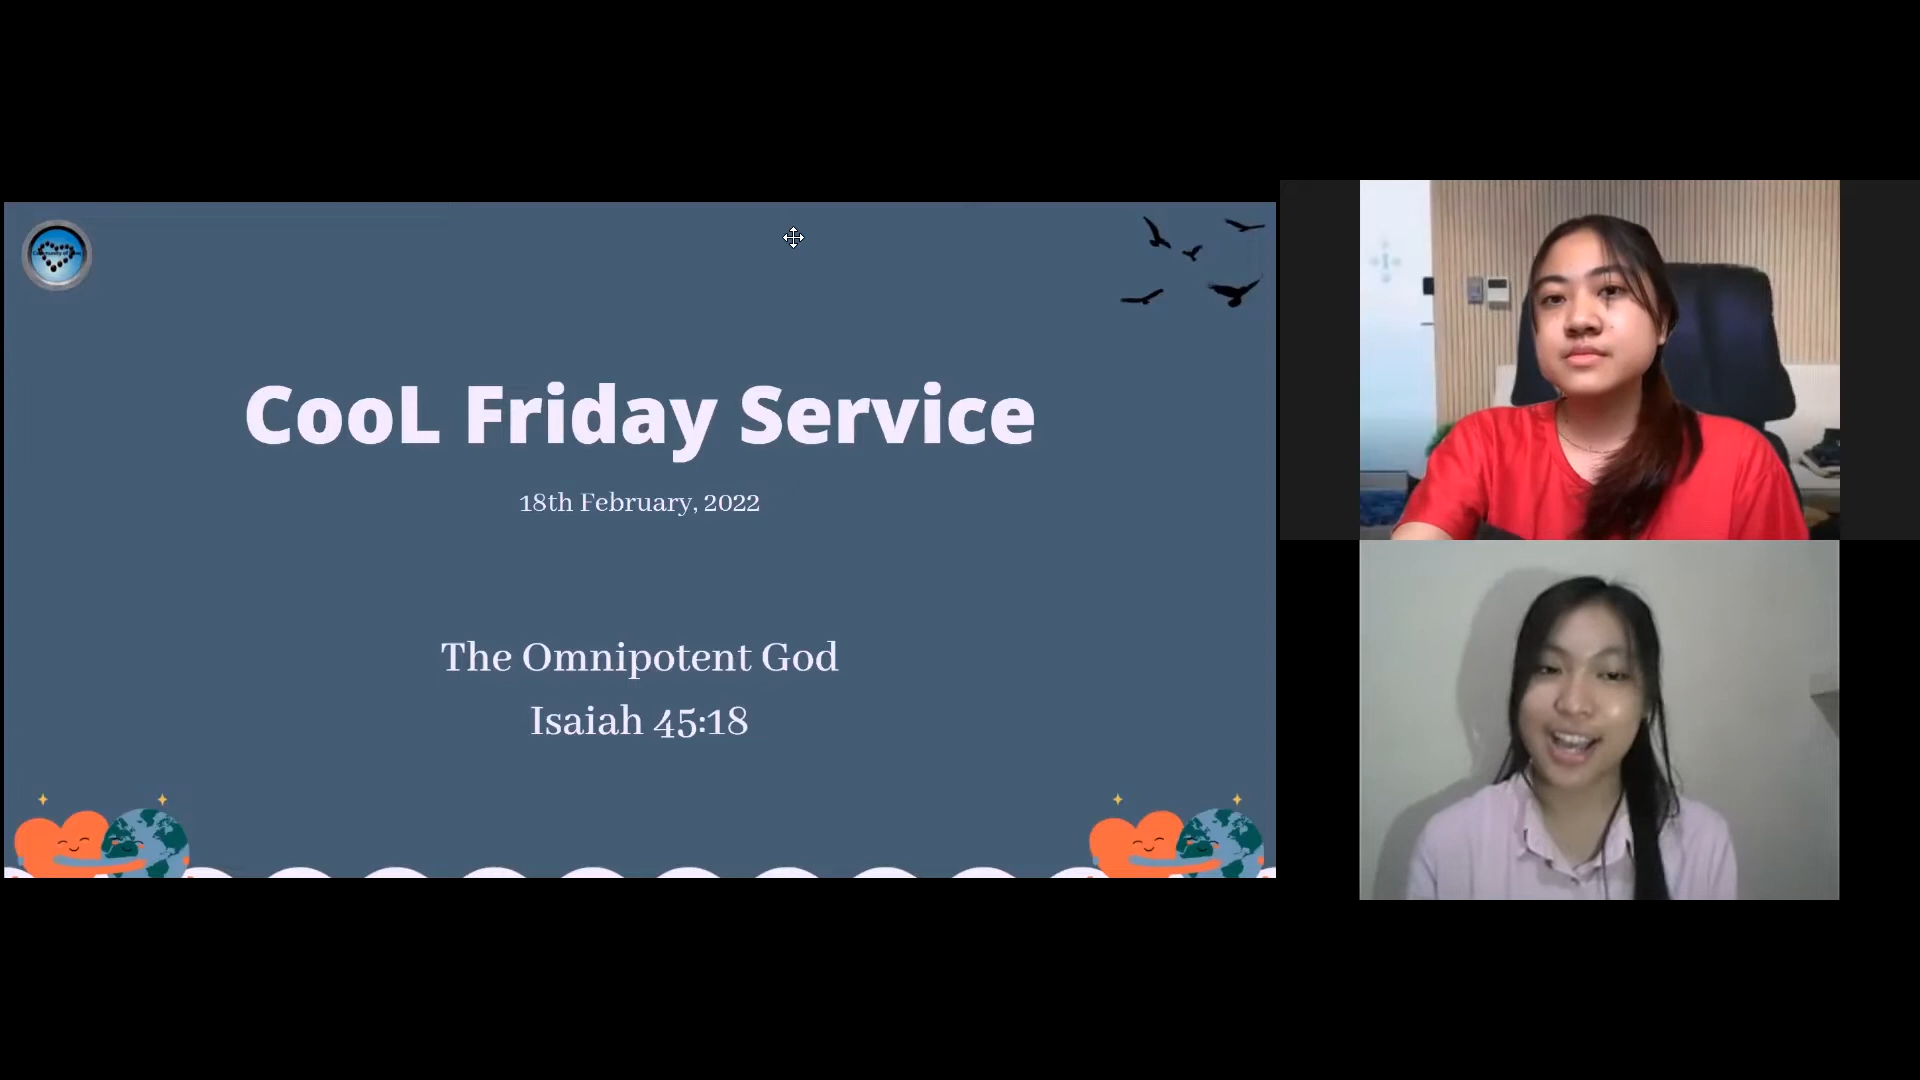 CooL Friday Service
18th February, 2022
The Omnipotent God
Isaiah 45:18